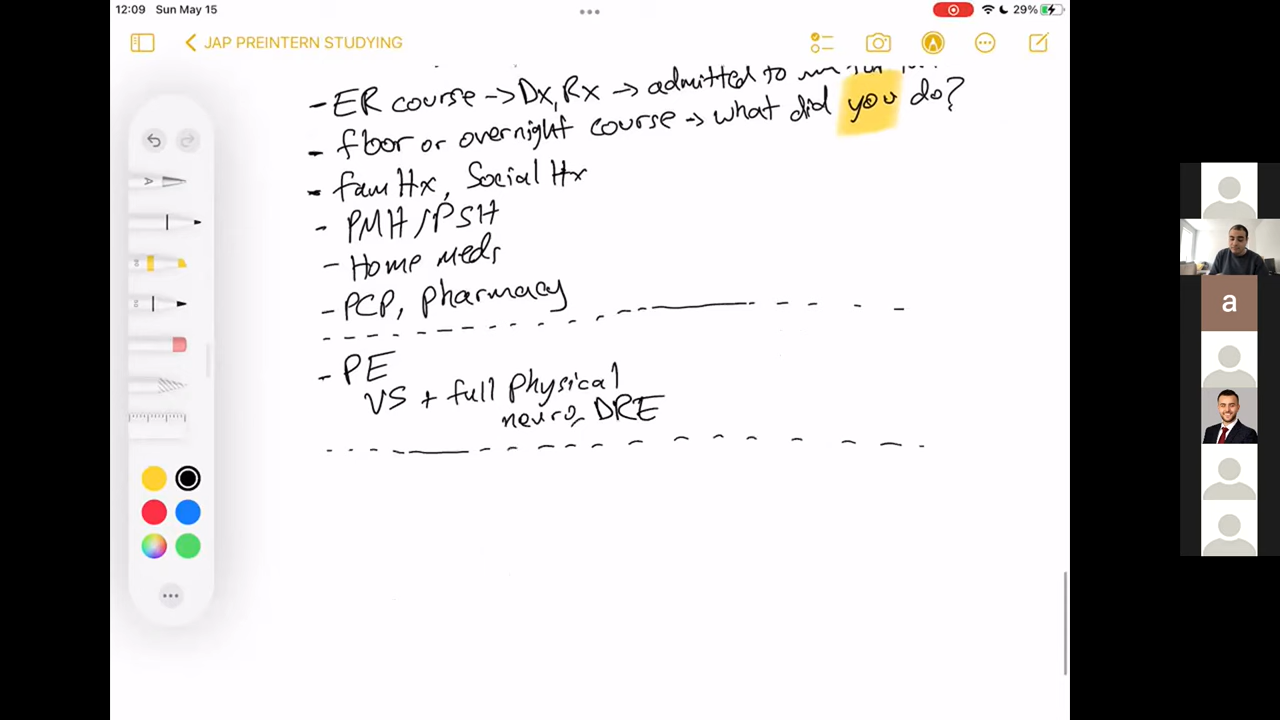 12:09 Sun May 15
29%
JAP PREINTERN STUDYING
- ER course → Dx, Rx → admitted to
- floor or overnight course → what did you do?
- fam Hx, Social Hx
- PMH/PSH
- Home meds
- PCP, pharmacy
- PE
VS + full physical
neuro, DRE
a